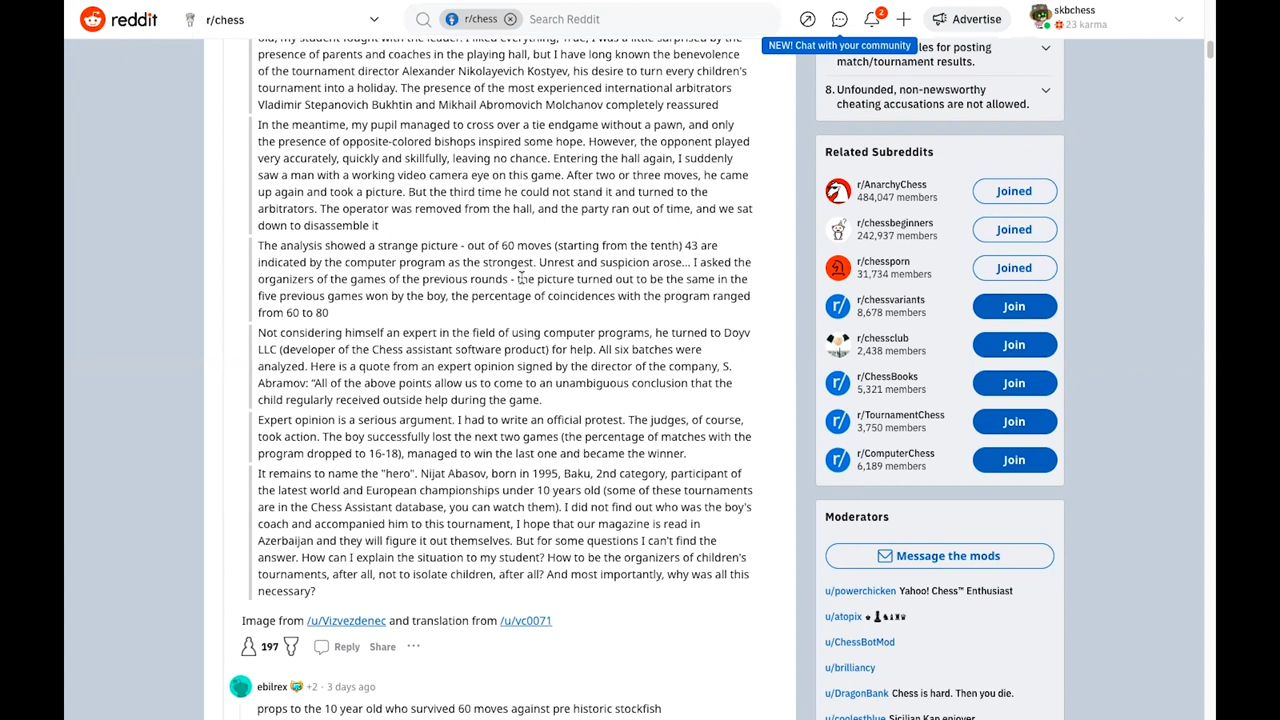 reddit
r/chess
r/chess
Search Reddit
2
Advertise
skbchess
23 karma
NEW! Chat with your community
presence of parents and coaches in the playing hall, but I have long known the benevolence
of the tournament director Alexander Nikolayevich Kostyev, his desire to turn every children's
tournament into a holiday. The presence of the most experienced international arbitrators
Vladimir Stepanovich Bukhtin and Mikhail Abromovich Molchanov completely reassured
In the meantime, my pupil managed to cross over a tie endgame without a pawn, and only
the presence of opposite-colored bishops inspired some hope. However, the opponent played
very accurately, quickly and skillfully, leaving no chance. Entering the hall again, I suddenly
saw a man with a working video camera eye on this game. After two or three moves, he came
up again and took a picture. But the third time he could not stand it and turned to the
arbitrators. The operator was removed from the hall, and the party ran out of time, and we sat
down to disassemble it
The analysis showed a strange picture - out of 60 moves (starting from the tenth) 43 are
indicated by the computer program as the strongest. Unrest and suspicion arose... I asked the
organizers of the games of the previous rounds - the picture turned out to be the same in the
five previous games won by the boy, the percentage of coincidences with the program ranged
from 60 to 80
Not considering himself an expert in the field of using computer programs, he turned to Doyv
LLC (developer of the Chess assistant software product) for help. All six batches were
analyzed. Here is a quote from an expert opinion signed by the director of the company, S.
Abramov: “All of the above points allow us to come to an unambiguous conclusion that the
child regularly received outside help during the game.
Expert opinion is a serious argument. I had to write an official protest. The judges, of course,
took action. The boy successfully lost the next two games (the percentage of matches with the
program dropped to 16-18), managed to win the last one and became the winner.
It remains to name the "hero". Nijat Abasov, born in 1995, Baku, 2nd category, participant of
the latest world and European championships under 10 years old (some of these tournaments
are in the Chess Assistant database, you can watch them). I did not find out who was the boy's
coach and accompanied him to this tournament, I hope that our magazine is read in
Azerbaijan and they will figure it out themselves. But for some questions I can't find the
answer. How can I explain the situation to my student? How to be the organizers of children's
tournaments, after all, not to isolate children, after all? And most importantly, why was all this
necessary?
Image from /u/Vizvezdenec and translation from /u/vc0071
197
Reply
Share
ebilrex +2 · 3 days ago
props to the 10 year old who survived 60 moves against pre historic stockfish
les for posting
match/tournament results.
8. Unfounded, non-newsworthy
cheating accusations are not allowed.
Related Subreddits
r/AnarchyChess
484,047 members
Joined
r/chessbeginners
242,937 members
Joined
r/chessporn
31,734 members
Joined
r/chessvariants
8,678 members
Join
r/chessclub
2,438 members
Join
r/ChessBooks
5,321 members
Join
r/TournamentChess
3,750 members
Join
r/ComputerChess
6,189 members
Join
Moderators
Message the mods
u/powerchicken Yahoo! Chess™ Enthusiast
u/atopix
u/ChessBotMod
u/brilliancy
u/DragonBank Chess is hard. Then you die.
u/coolestblue Sicilian Kan enjoyer